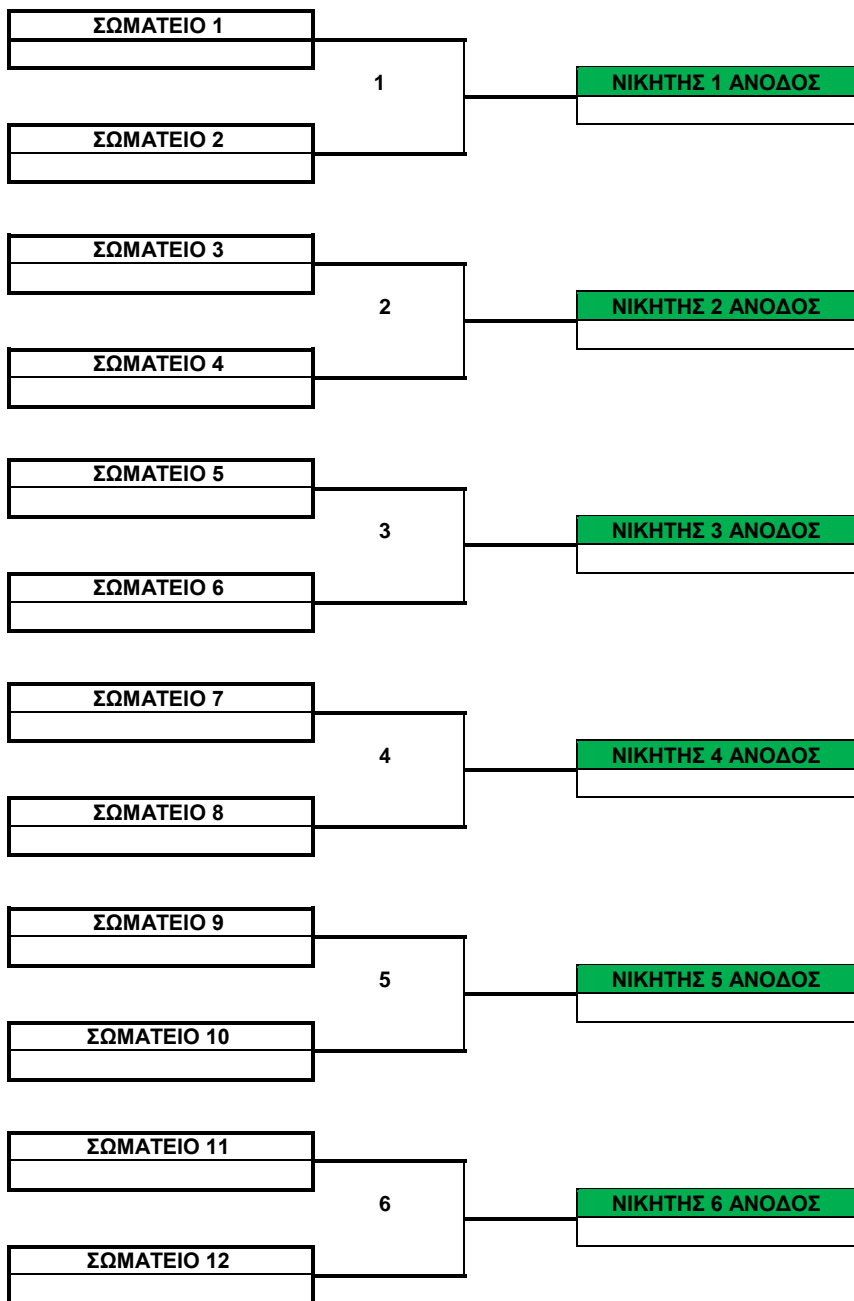 ΣΩΜΑΤΕΙΟ 1
1
ΝΙΚΗΤΗΣ 1 ΑΝΟΔΟΣ
ΣΩΜΑΤΕΙΟ 2
ΣΩΜΑΤΕΙΟ 3
2
ΝΙΚΗΤΗΣ 2 ΑΝΟΔΟΣ
ΣΩΜΑΤΕΙΟ 4
ΣΩΜΑΤΕΙΟ 5
3
ΝΙΚΗΤΗΣ 3 ΑΝΟΔΟΣ
ΣΩΜΑΤΕΙΟ 6
ΣΩΜΑΤΕΙΟ 7
4
ΝΙΚΗΤΗΣ 4 ΑΝΟΔΟΣ
ΣΩΜΑΤΕΙΟ 8
ΣΩΜΑΤΕΙΟ 9
5
ΝΙΚΗΤΗΣ 5 ΑΝΟΔΟΣ
ΣΩΜΑΤΕΙΟ 10
ΣΩΜΑΤΕΙΟ 11
6
ΝΙΚΗΤΗΣ 6 ΑΝΟΔΟΣ
ΣΩΜΑΤΕΙΟ 12